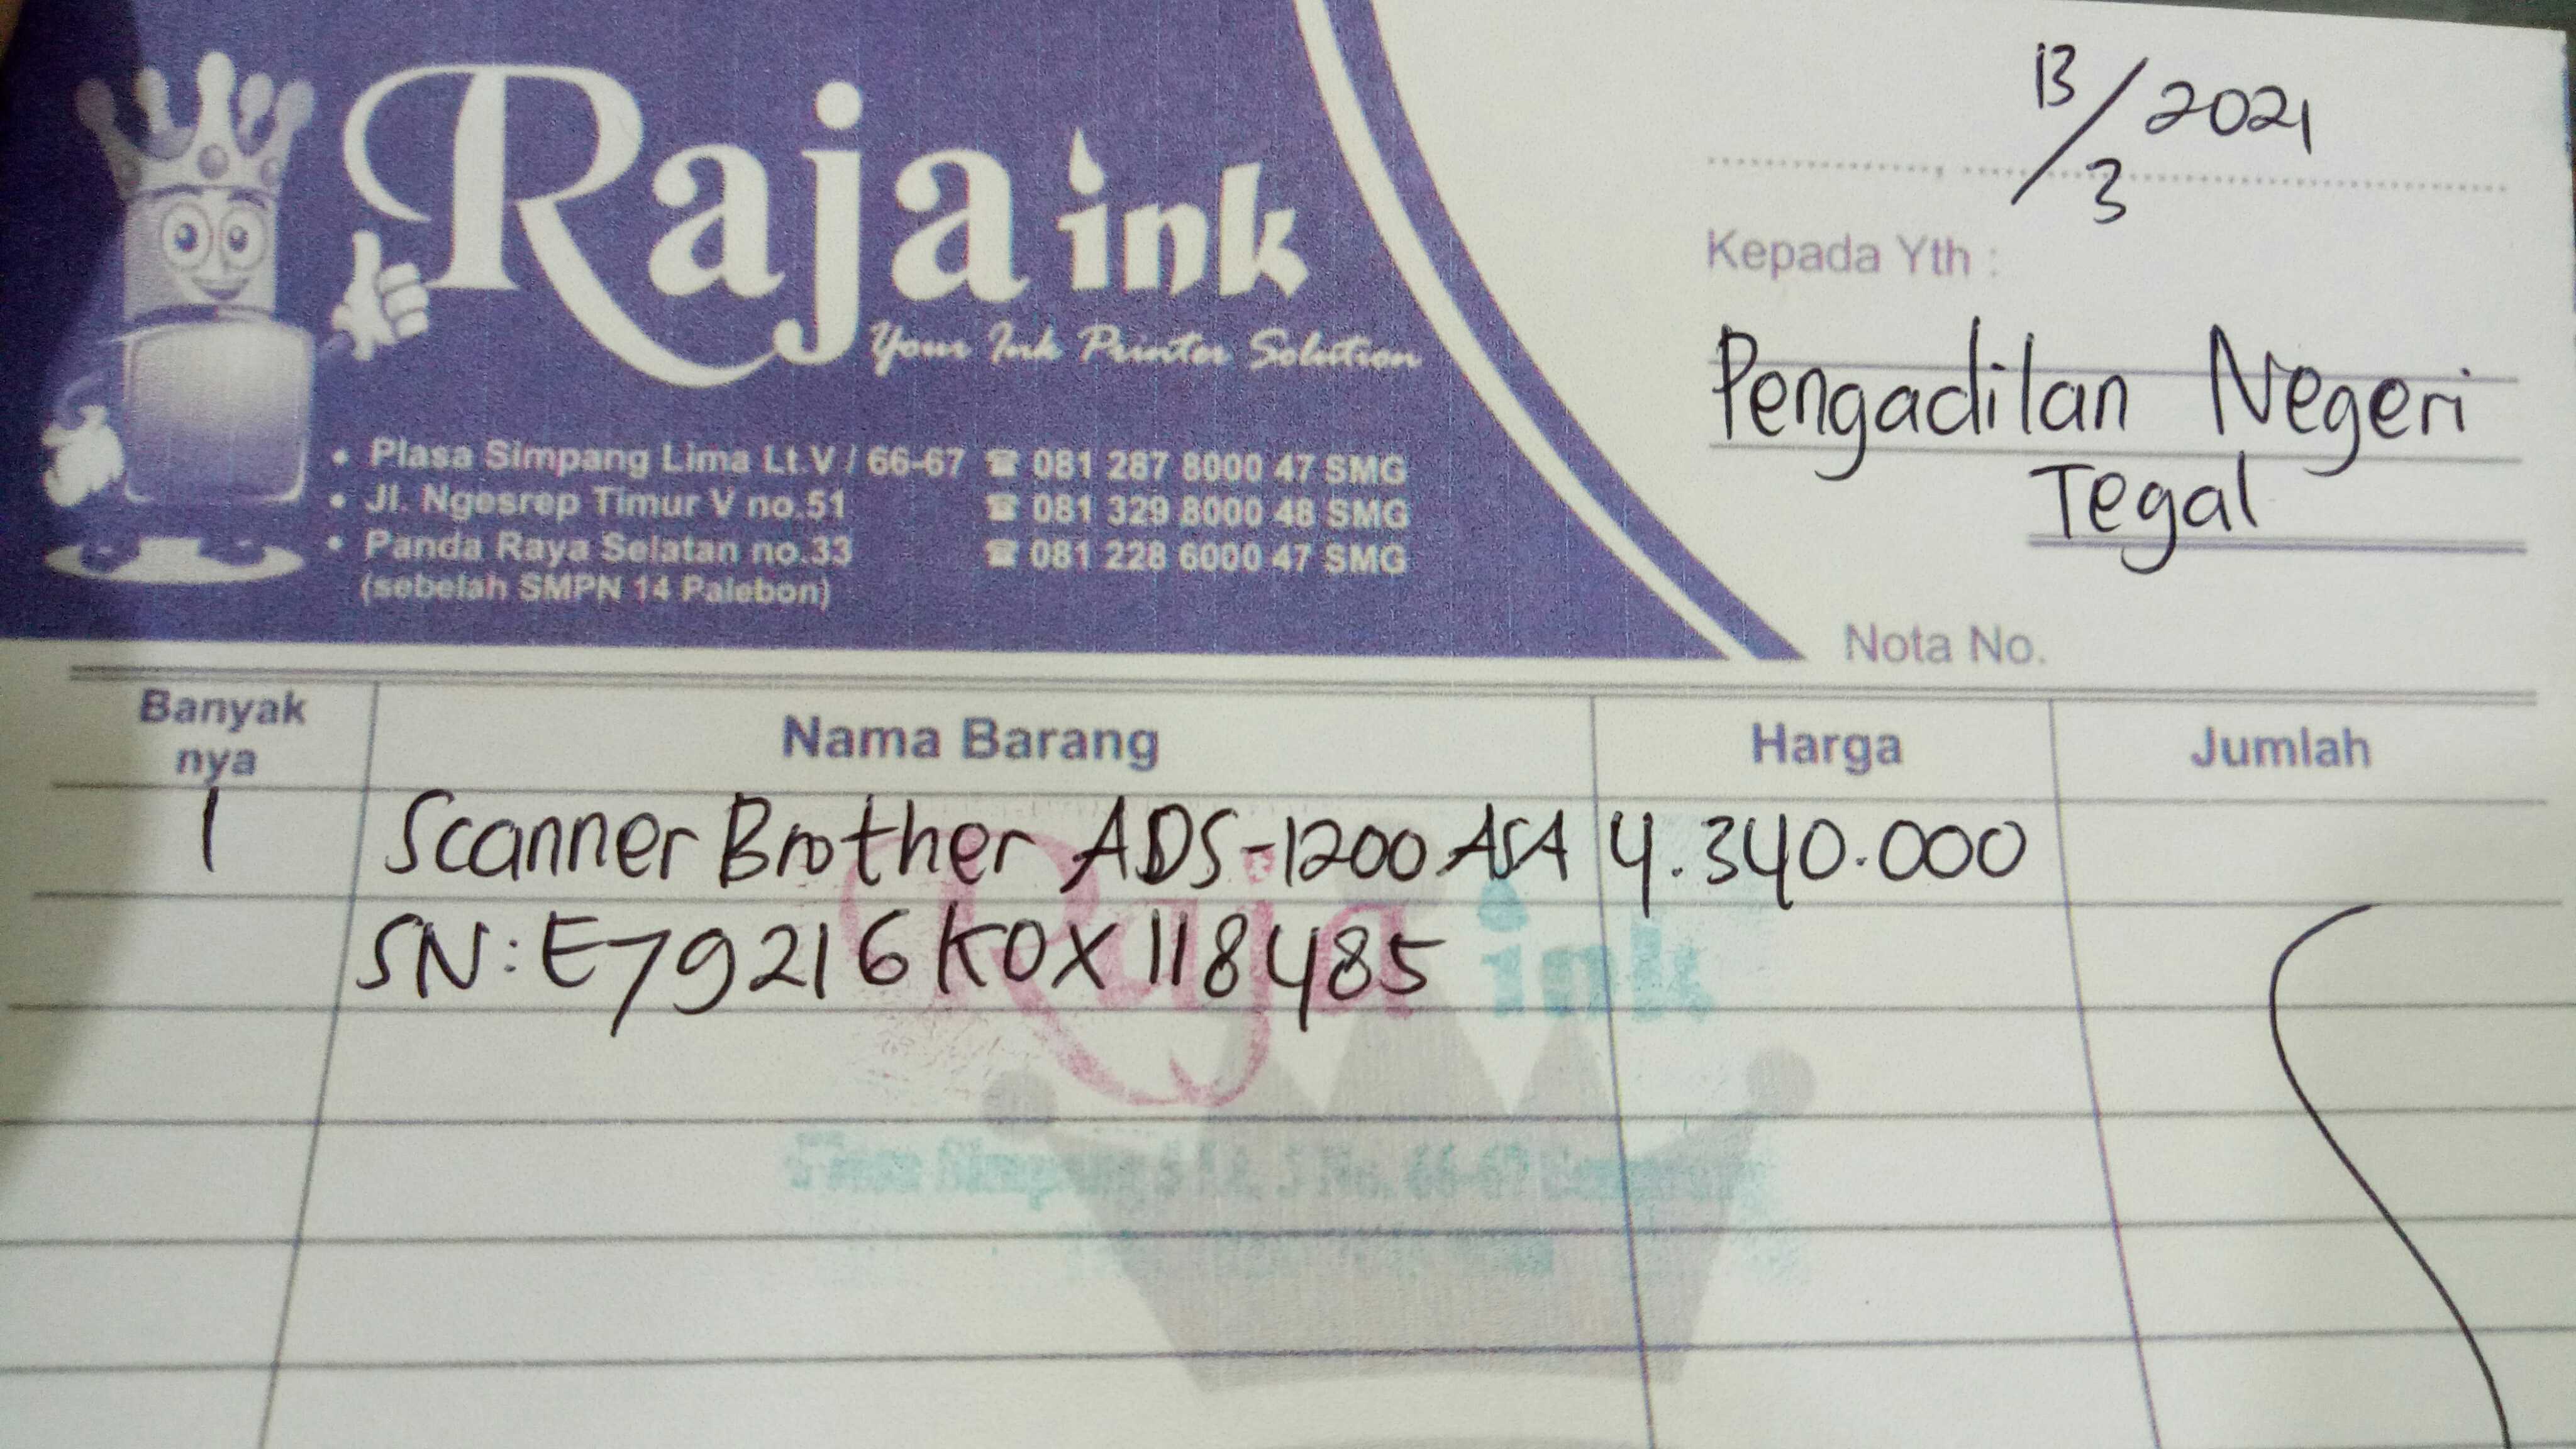 Raja ink
Your Ink Printer Solution
• Plasa Simpang Lima Lt.V / 66-67 ☎ 081 287 8000 47 SMG
• Jl. Ngesrep Timur V no.51 ☎ 081 329 8000 48 SMG
• Panda Raya Selatan no.33 ☎ 081 228 6000 47 SMG
(sebelah SMPN 14 Palebon)
13/3 2021
Kepada Yth :
Pengadilan Negeri
Tegal
Nota No.
Banyak nya Nama Barang Harga Jumlah
1 Scanner Brother ADS-1200 ASA 4.340.000
SN: E79216K0X118485
Raja ink